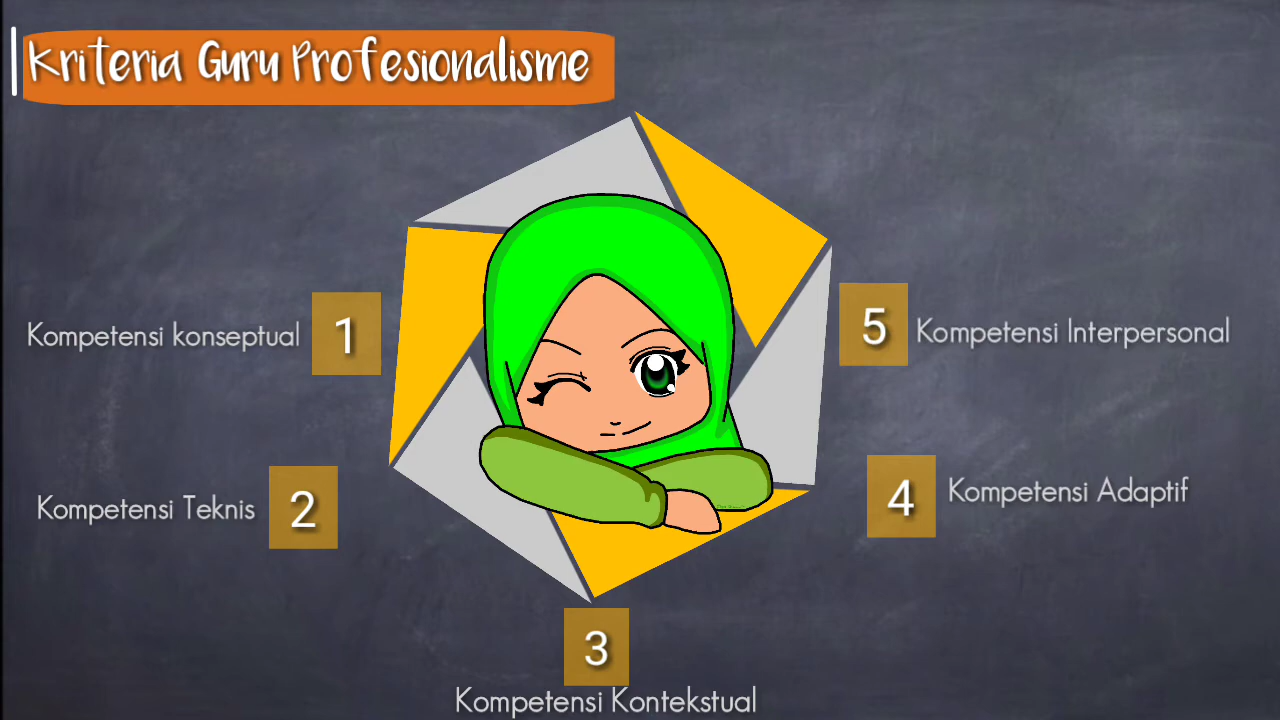 Kriteria Guru Profesionalisme
1
Kompetensi konseptual
2
Kompetensi Teknis
3
Kompetensi Kontekstual
4
Kompetensi Adaptif
5
Kompetensi Interpersonal